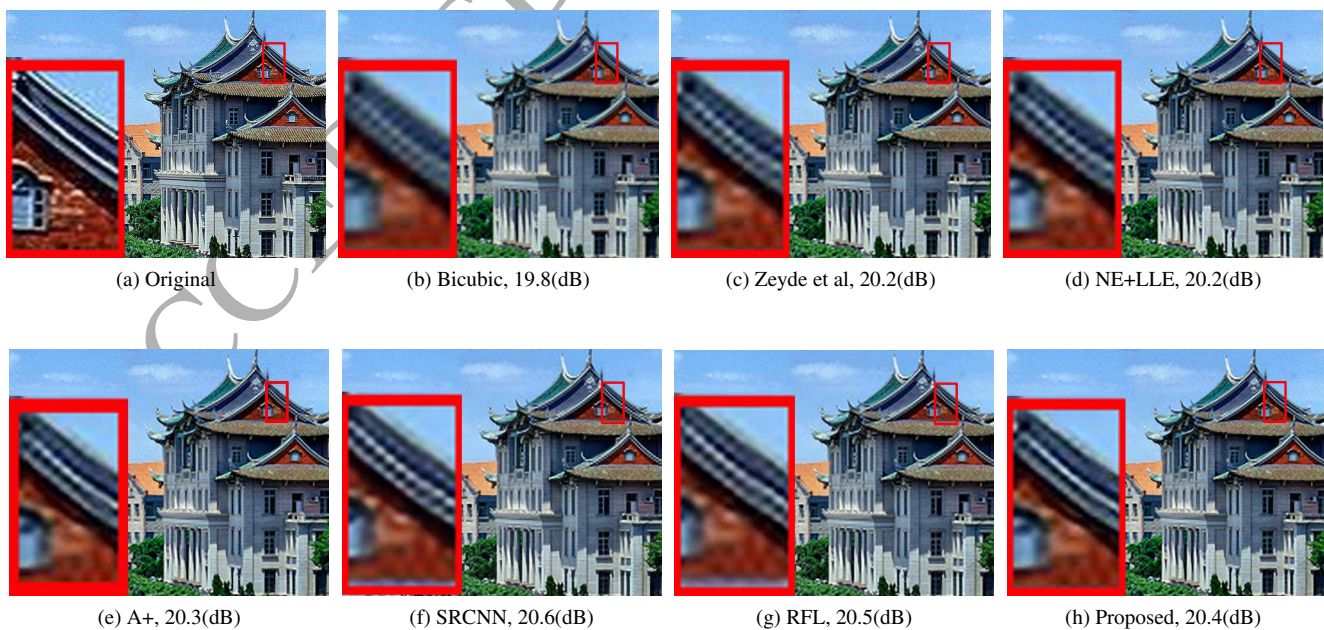 (a) Original
(b) Bicubic, 19.8(dB)
(c) Zeyde et al, 20.2(dB)
(d) NE+LLE, 20.2(dB)
(e) A+, 20.3(dB)
(f) SRCNN, 20.6(dB)
(g) RFL, 20.5(dB)
(h) Proposed, 20.4(dB)